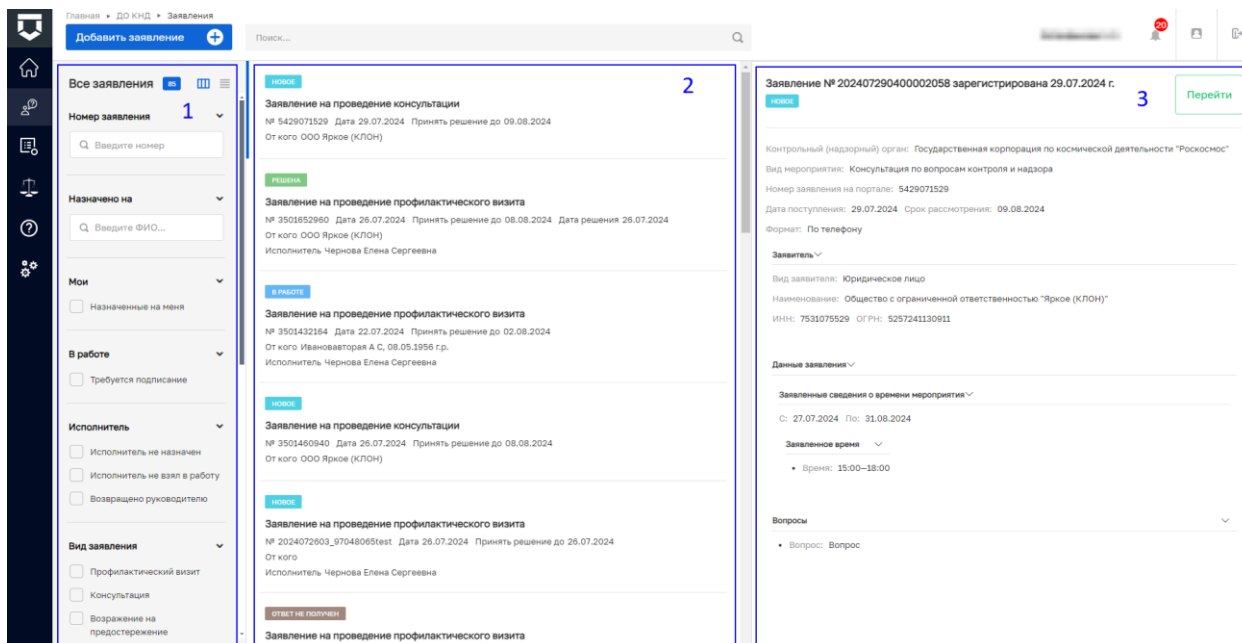 Главная ▸ ДО КНД ▸ Заявления
Добавить заявление
Поиск...
20
Все заявления 85
1
Номер заявления
Введите номер
Назначено на
Введите ФИО...
Мои
Назначенные на меня
В работе
Требуется подписание
Исполнитель
Исполнитель не назначен
Исполнитель не взял в работу
Возвращено руководителю
Вид заявления
Профилактический визит
Консультация
Возражение на
предостережение
2
НОВОЕ
Заявление на проведение консультации
№ 5429071529 Дата 29.07.2024 Принять решение до 09.08.2024
От кого ООО Яркое (КЛОН)
РЕШЕНА
Заявление на проведение профилактического визита
№ 3501652960 Дата 26.07.2024 Принять решение до 08.08.2024 Дата решения 26.07.2024
От кого ООО Яркое (КЛОН)
Исполнитель Чернова Елена Сергеевна
В РАБОТЕ
Заявление на проведение профилактического визита
№ 3501432164 Дата 22.07.2024 Принять решение до 02.08.2024
От кого Ивановавторая А С, 08.05.1956 г.р.
Исполнитель Чернова Елена Сергеевна
НОВОЕ
Заявление на проведение консультации
№ 3501460940 Дата 26.07.2024 Принять решение до 08.08.2024
От кого ООО Яркое (КЛОН)
НОВОЕ
Заявление на проведение профилактического визита
№ 2024072603_97048065test Дата 26.07.2024 Принять решение до 26.07.2024
От кого
Исполнитель Чернова Елена Сергеевна
ОТВЕТ НЕ ПОЛУЧЕН
Заявление на проведение профилактического визита
Заявление № 202407290400002058 зарегистрирована 29.07.2024 г.
НОВОЕ
3
Перейти
Контрольный (надзорный) орган: Государственная корпорация по космической деятельности "Роскосмос"
Вид мероприятия: Консультация по вопросам контроля и надзора
Номер заявления на портале: 5429071529
Дата поступления: 29.07.2024 Срок рассмотрения: 09.08.2024
Формат: По телефону
Заявитель
Вид заявителя: Юридическое лицо
Наименование: Общество с ограниченной ответственностью "Яркое (КЛОН)"
ИНН: 7531075529 ОГРН: 5257241130911
Данные заявления
Заявленные сведения о времени мероприятия
С: 27.07.2024 По: 31.08.2024
Заявленное время
• Время: 15:00—18:00
Вопросы
• Вопрос: Вопрос